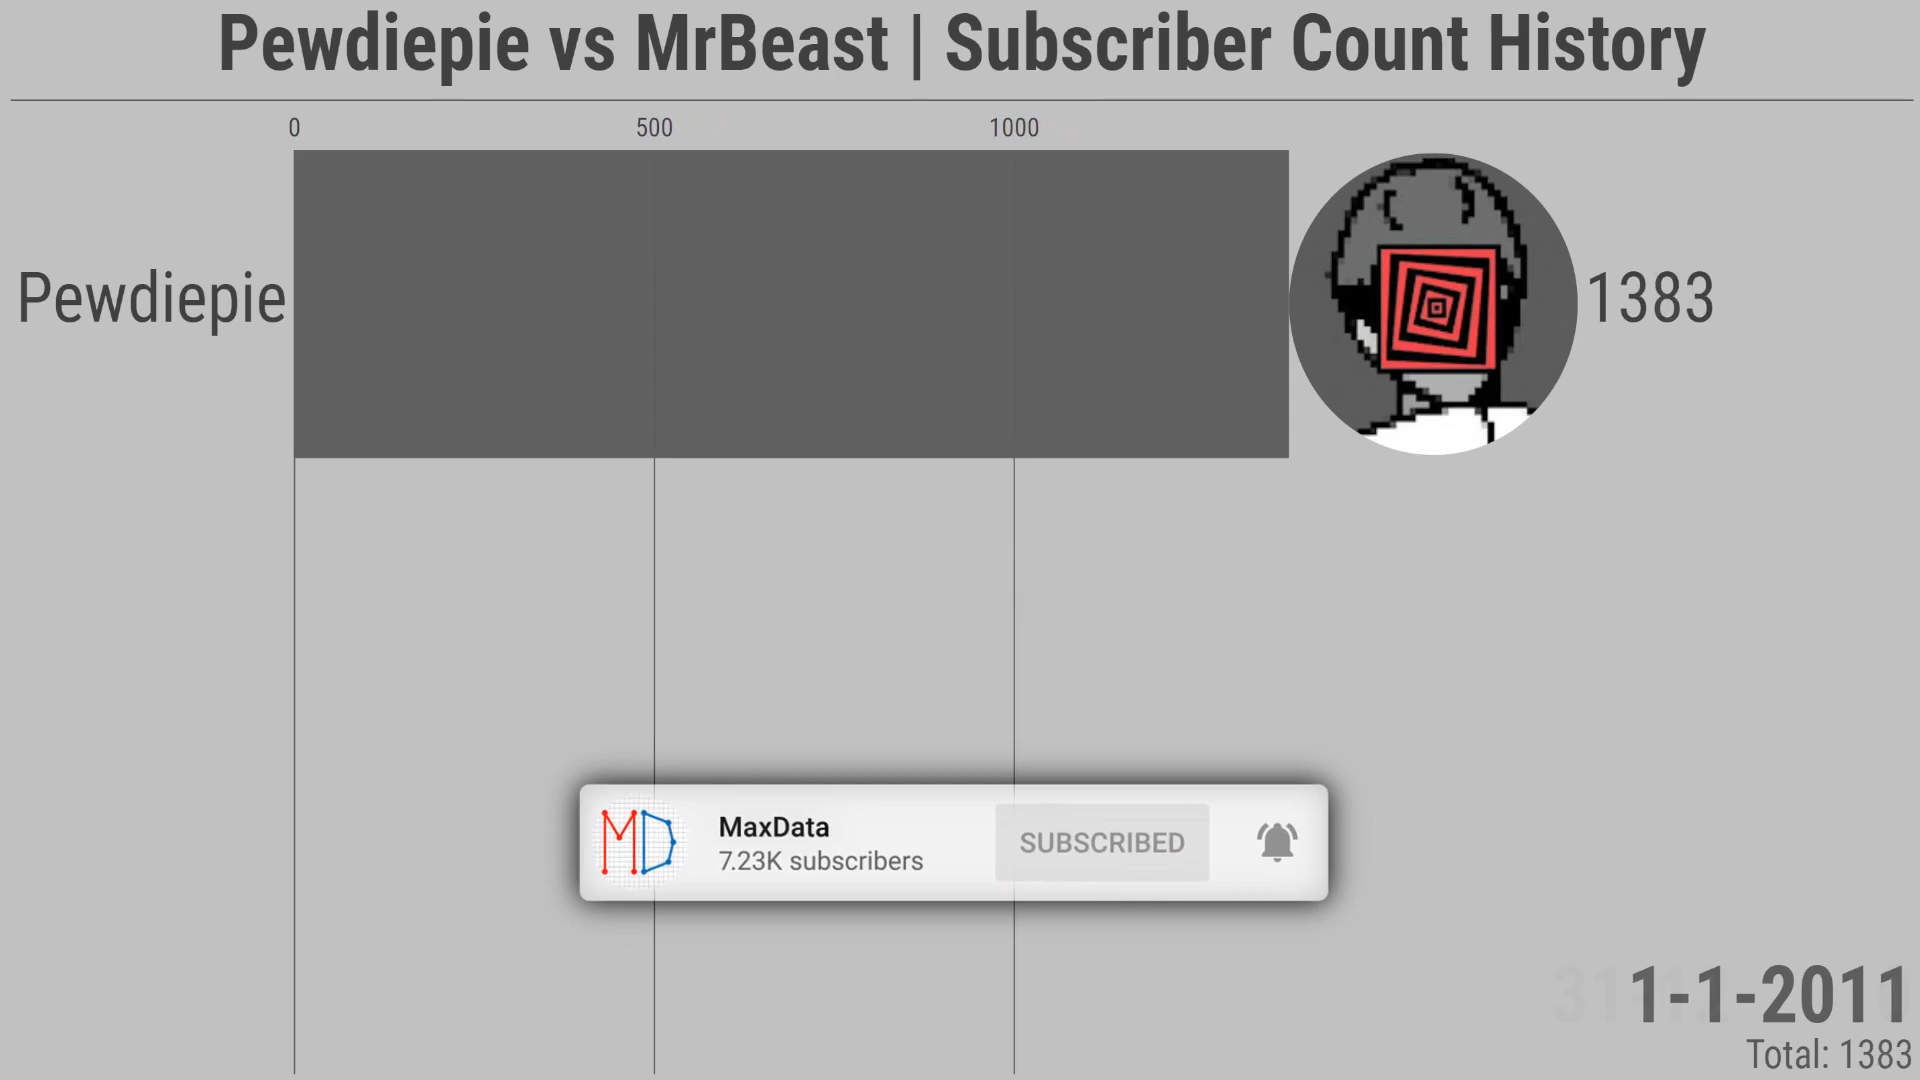 Pewdiepie vs MrBeast | Subscriber Count History
0 500 1000
Pewdiepie 1383
MD
MaxData
7.23K subscribers
SUBSCRIBED
1-1-2011
Total: 1383